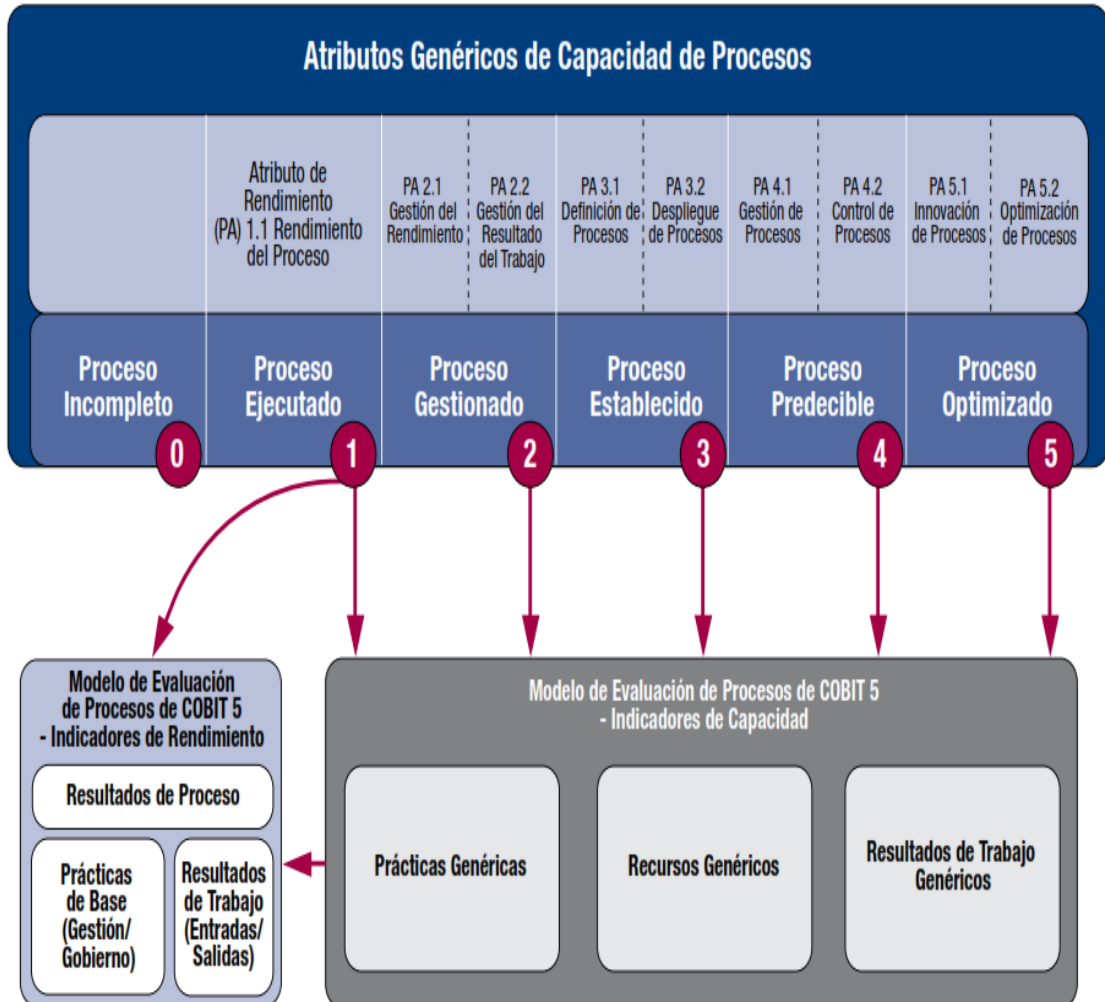 Atributos Genéricos de Capacidad de Procesos
Atributo de
Rendimiento
(PA) 1.1 Rendimiento
del Proceso
PA 2.1
Gestión del
Rendimiento
PA 2.2
Gestión del
Resultado
del Trabajo
PA 3.1
Definición de
Procesos
PA 3.2
Despliegue
de Procesos
PA 4.1
Gestión de
Procesos
PA 4.2
Control de
Procesos
PA 5.1
Innovación
de Procesos
PA 5.2
Optimización
de Procesos
Proceso
Incompleto
0
Proceso
Ejecutado
1
Proceso
Gestionado
2
Proceso
Establecido
3
Proceso
Predecible
4
Proceso
Optimizado
5
Modelo de Evaluación
de Procesos de COBIT 5
- Indicadores de Rendimiento
Resultados de Proceso
Prácticas
de Base
(Gestión/
Gobierno)
Resultados
de Trabajo
(Entradas/
Salidas)
Modelo de Evaluación de Procesos de COBIT 5
- Indicadores de Capacidad
Prácticas Genéricas
Recursos Genéricos
Resultados de Trabajo
Genéricos